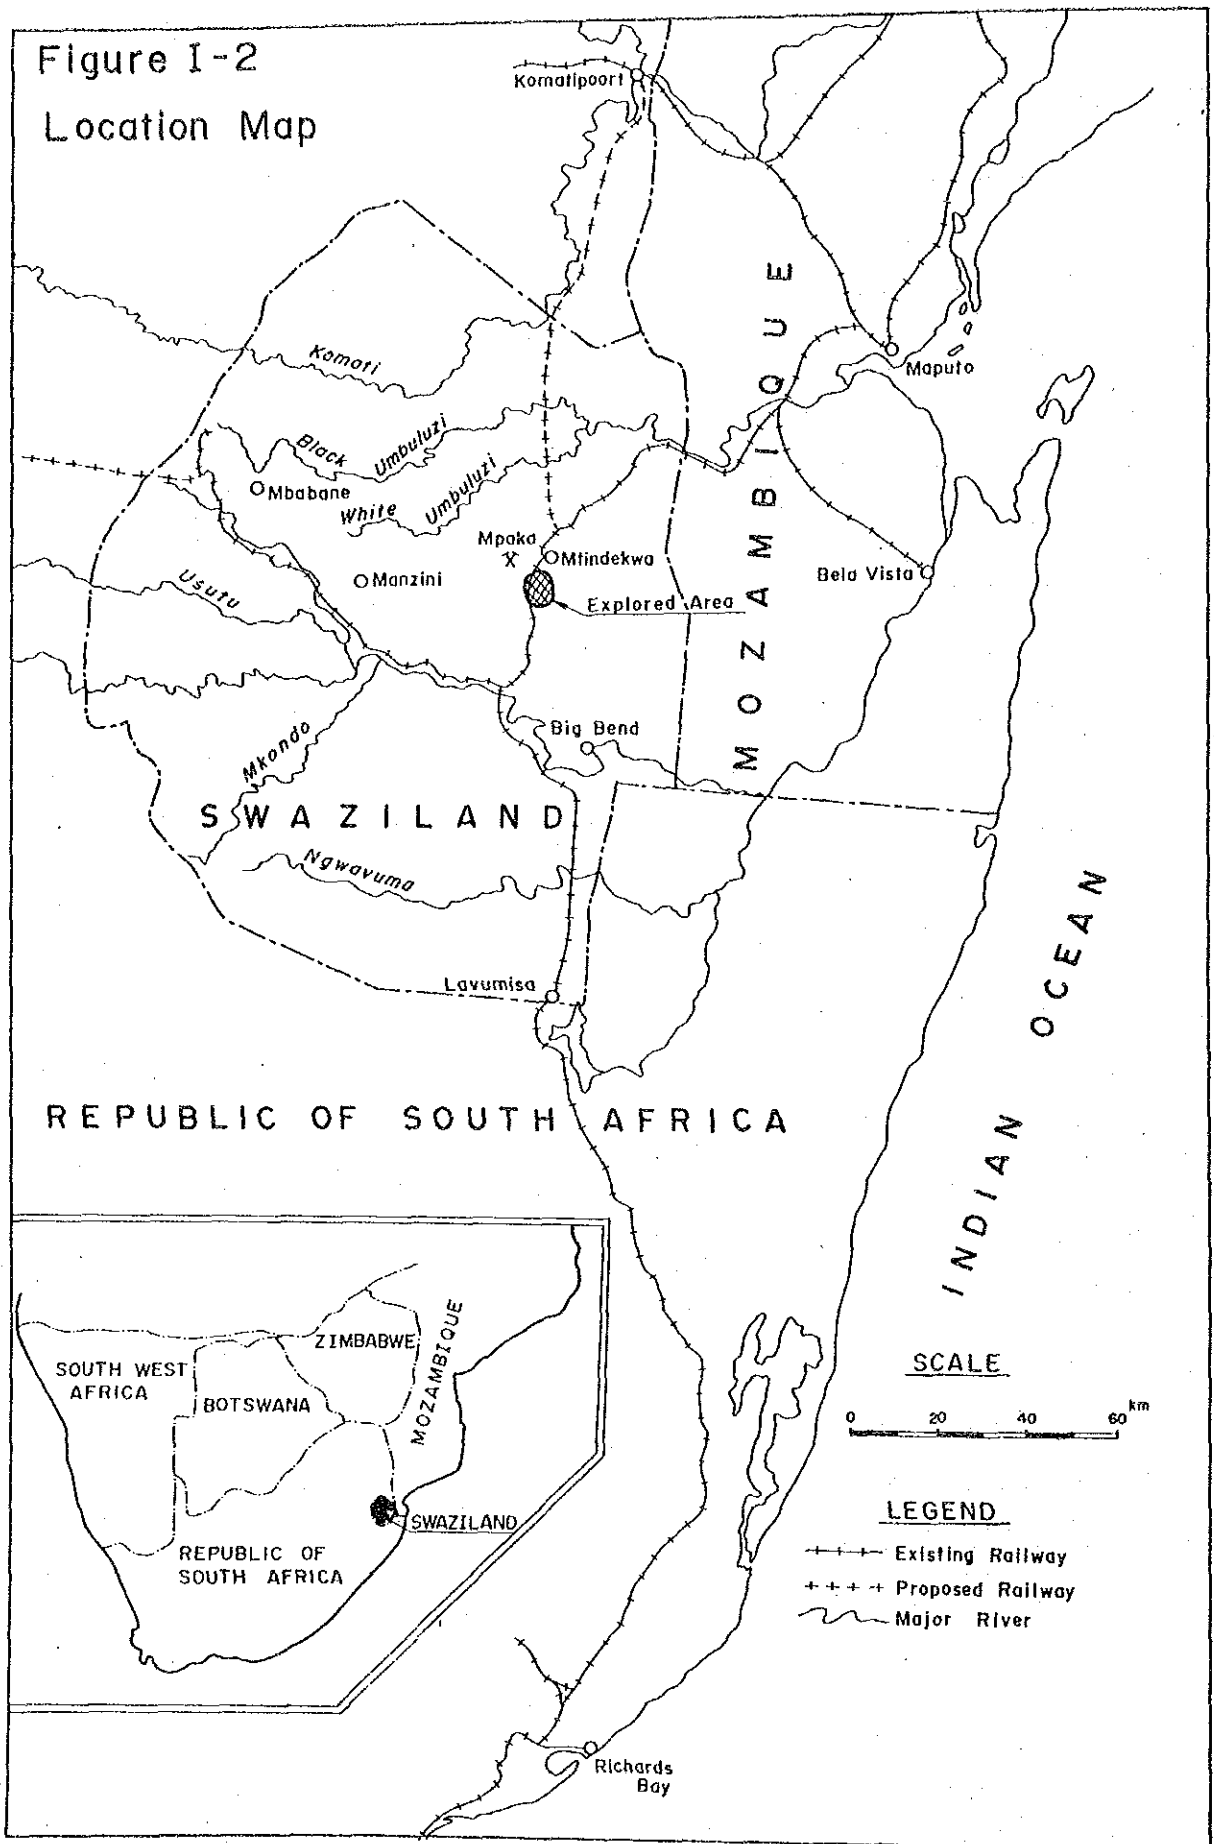 Figure I-2
Location Map
Komatipoort
MOZAMBIQUE
Maputo
Komati
Black Umbuluzi
White Umbuluzi
Mbabane
Mpaka
Mtindekwa
Manzini
Explored Area
Bela Vista
Usutu
Big Bend
Mkondo
SWAZILAND
Ngwavuma
Lavumisa
INDIAN OCEAN
REPUBLIC OF SOUTH AFRICA
ZIMBABWE
MOZAMBIQUE
SOUTH WEST
AFRICA
BOTSWANA
SWAZILAND
REPUBLIC OF
SOUTH AFRICA
SCALE
0 20 40 60 km
LEGEND
Existing Railway
Proposed Railway
Major River
Richards
Bay